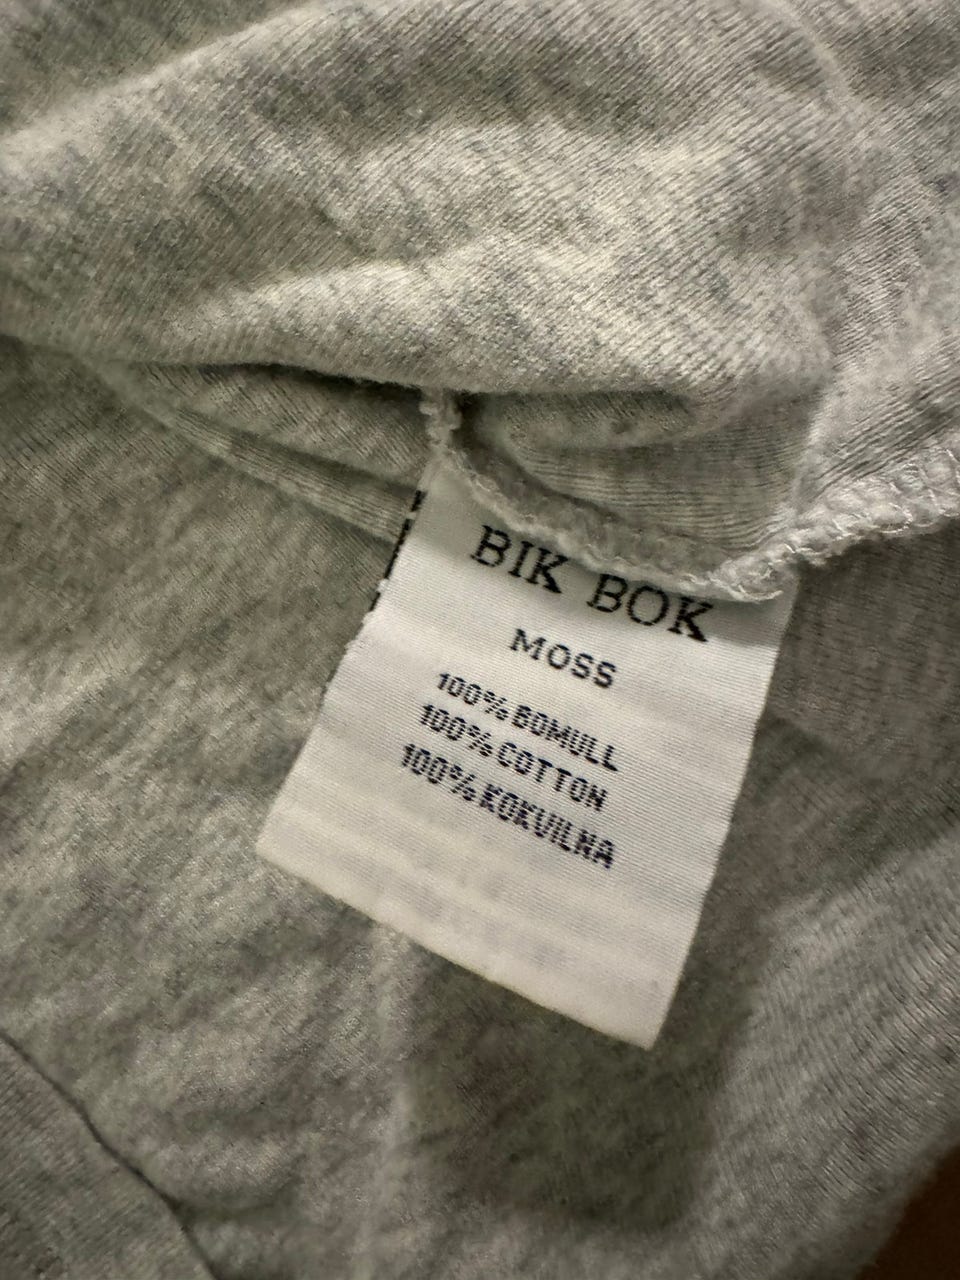 BIK BOK
MOSS
100% BOMULL
100% COTTON
100% KOKVILNA